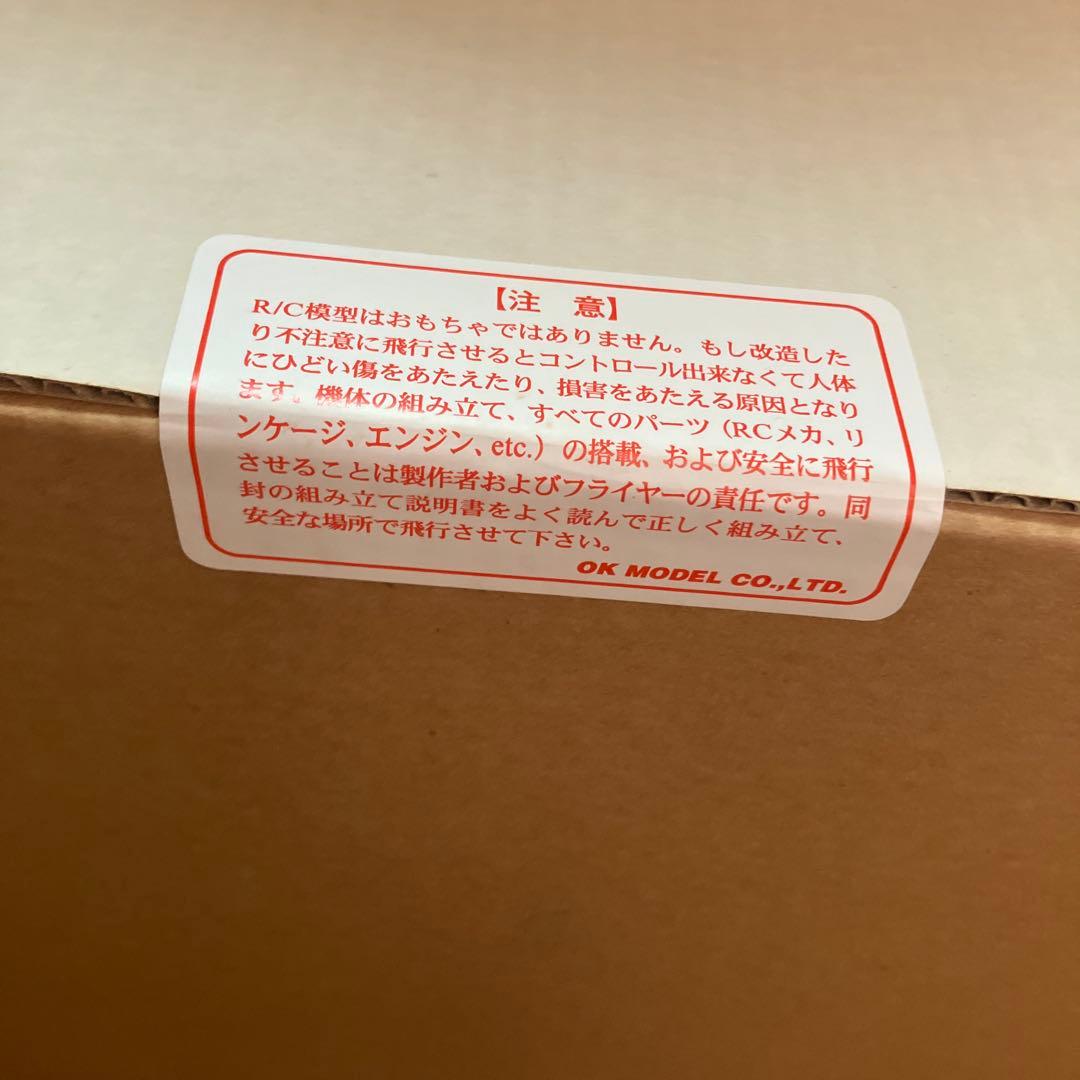 【注 意】
R/C模型はおもちゃではありません。もし改造した
り不注意に飛行させるとコントロール出来なくて人体
にひどい傷をあたえたり、損害をあたえる原因となり
ます。機体の組み立て、すべてのパーツ（RCメカ、リ
ンケージ、エンジン、etc.）の搭載、および安全に飛行
させることは製作者およびフライヤーの責任です。同
封の組み立て説明書をよく読んで正しく組み立て、
安全な場所で飛行させて下さい。
OK MODEL CO.,LTD.